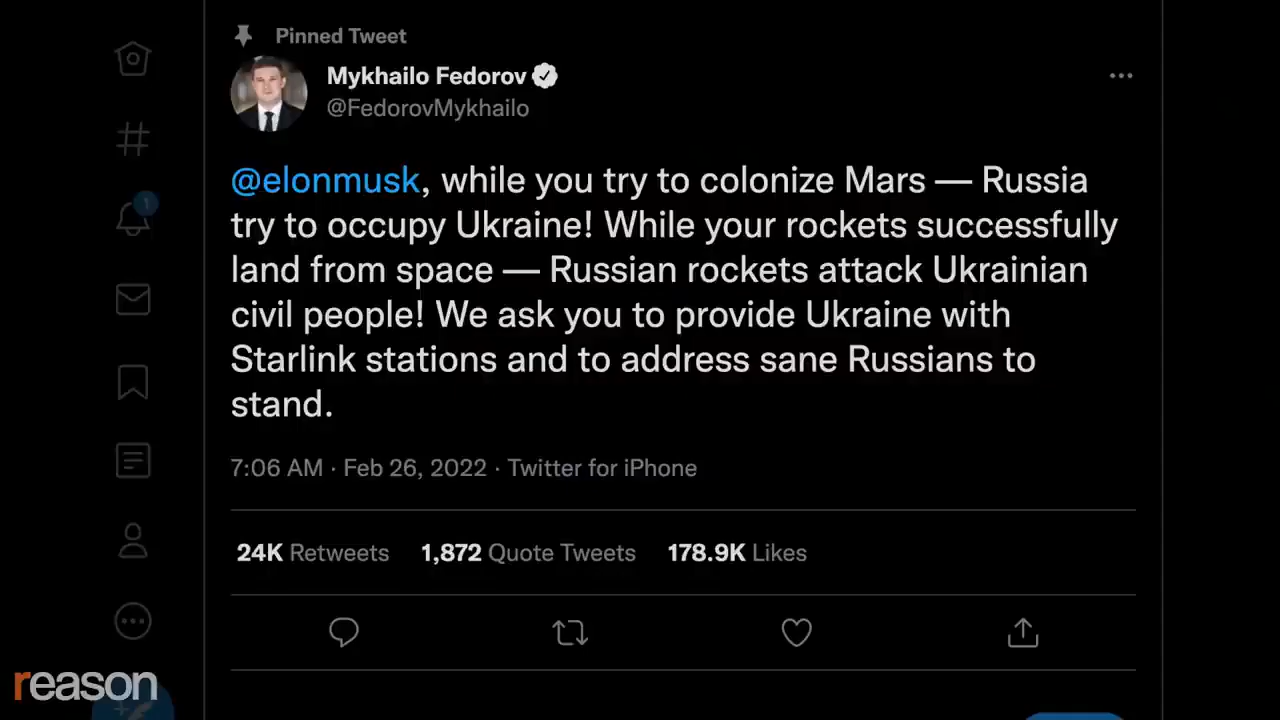 Pinned Tweet
Mykhailo Fedorov
@FedorovMykhailo
@elonmusk, while you try to colonize Mars — Russia
try to occupy Ukraine! While your rockets successfully
land from space — Russian rockets attack Ukrainian
civil people! We ask you to provide Ukraine with
Starlink stations and to address sane Russians to
stand.
7:06 AM · Feb 26, 2022 · Twitter for iPhone
24K Retweets 1,872 Quote Tweets 178.9K Likes
1
reason